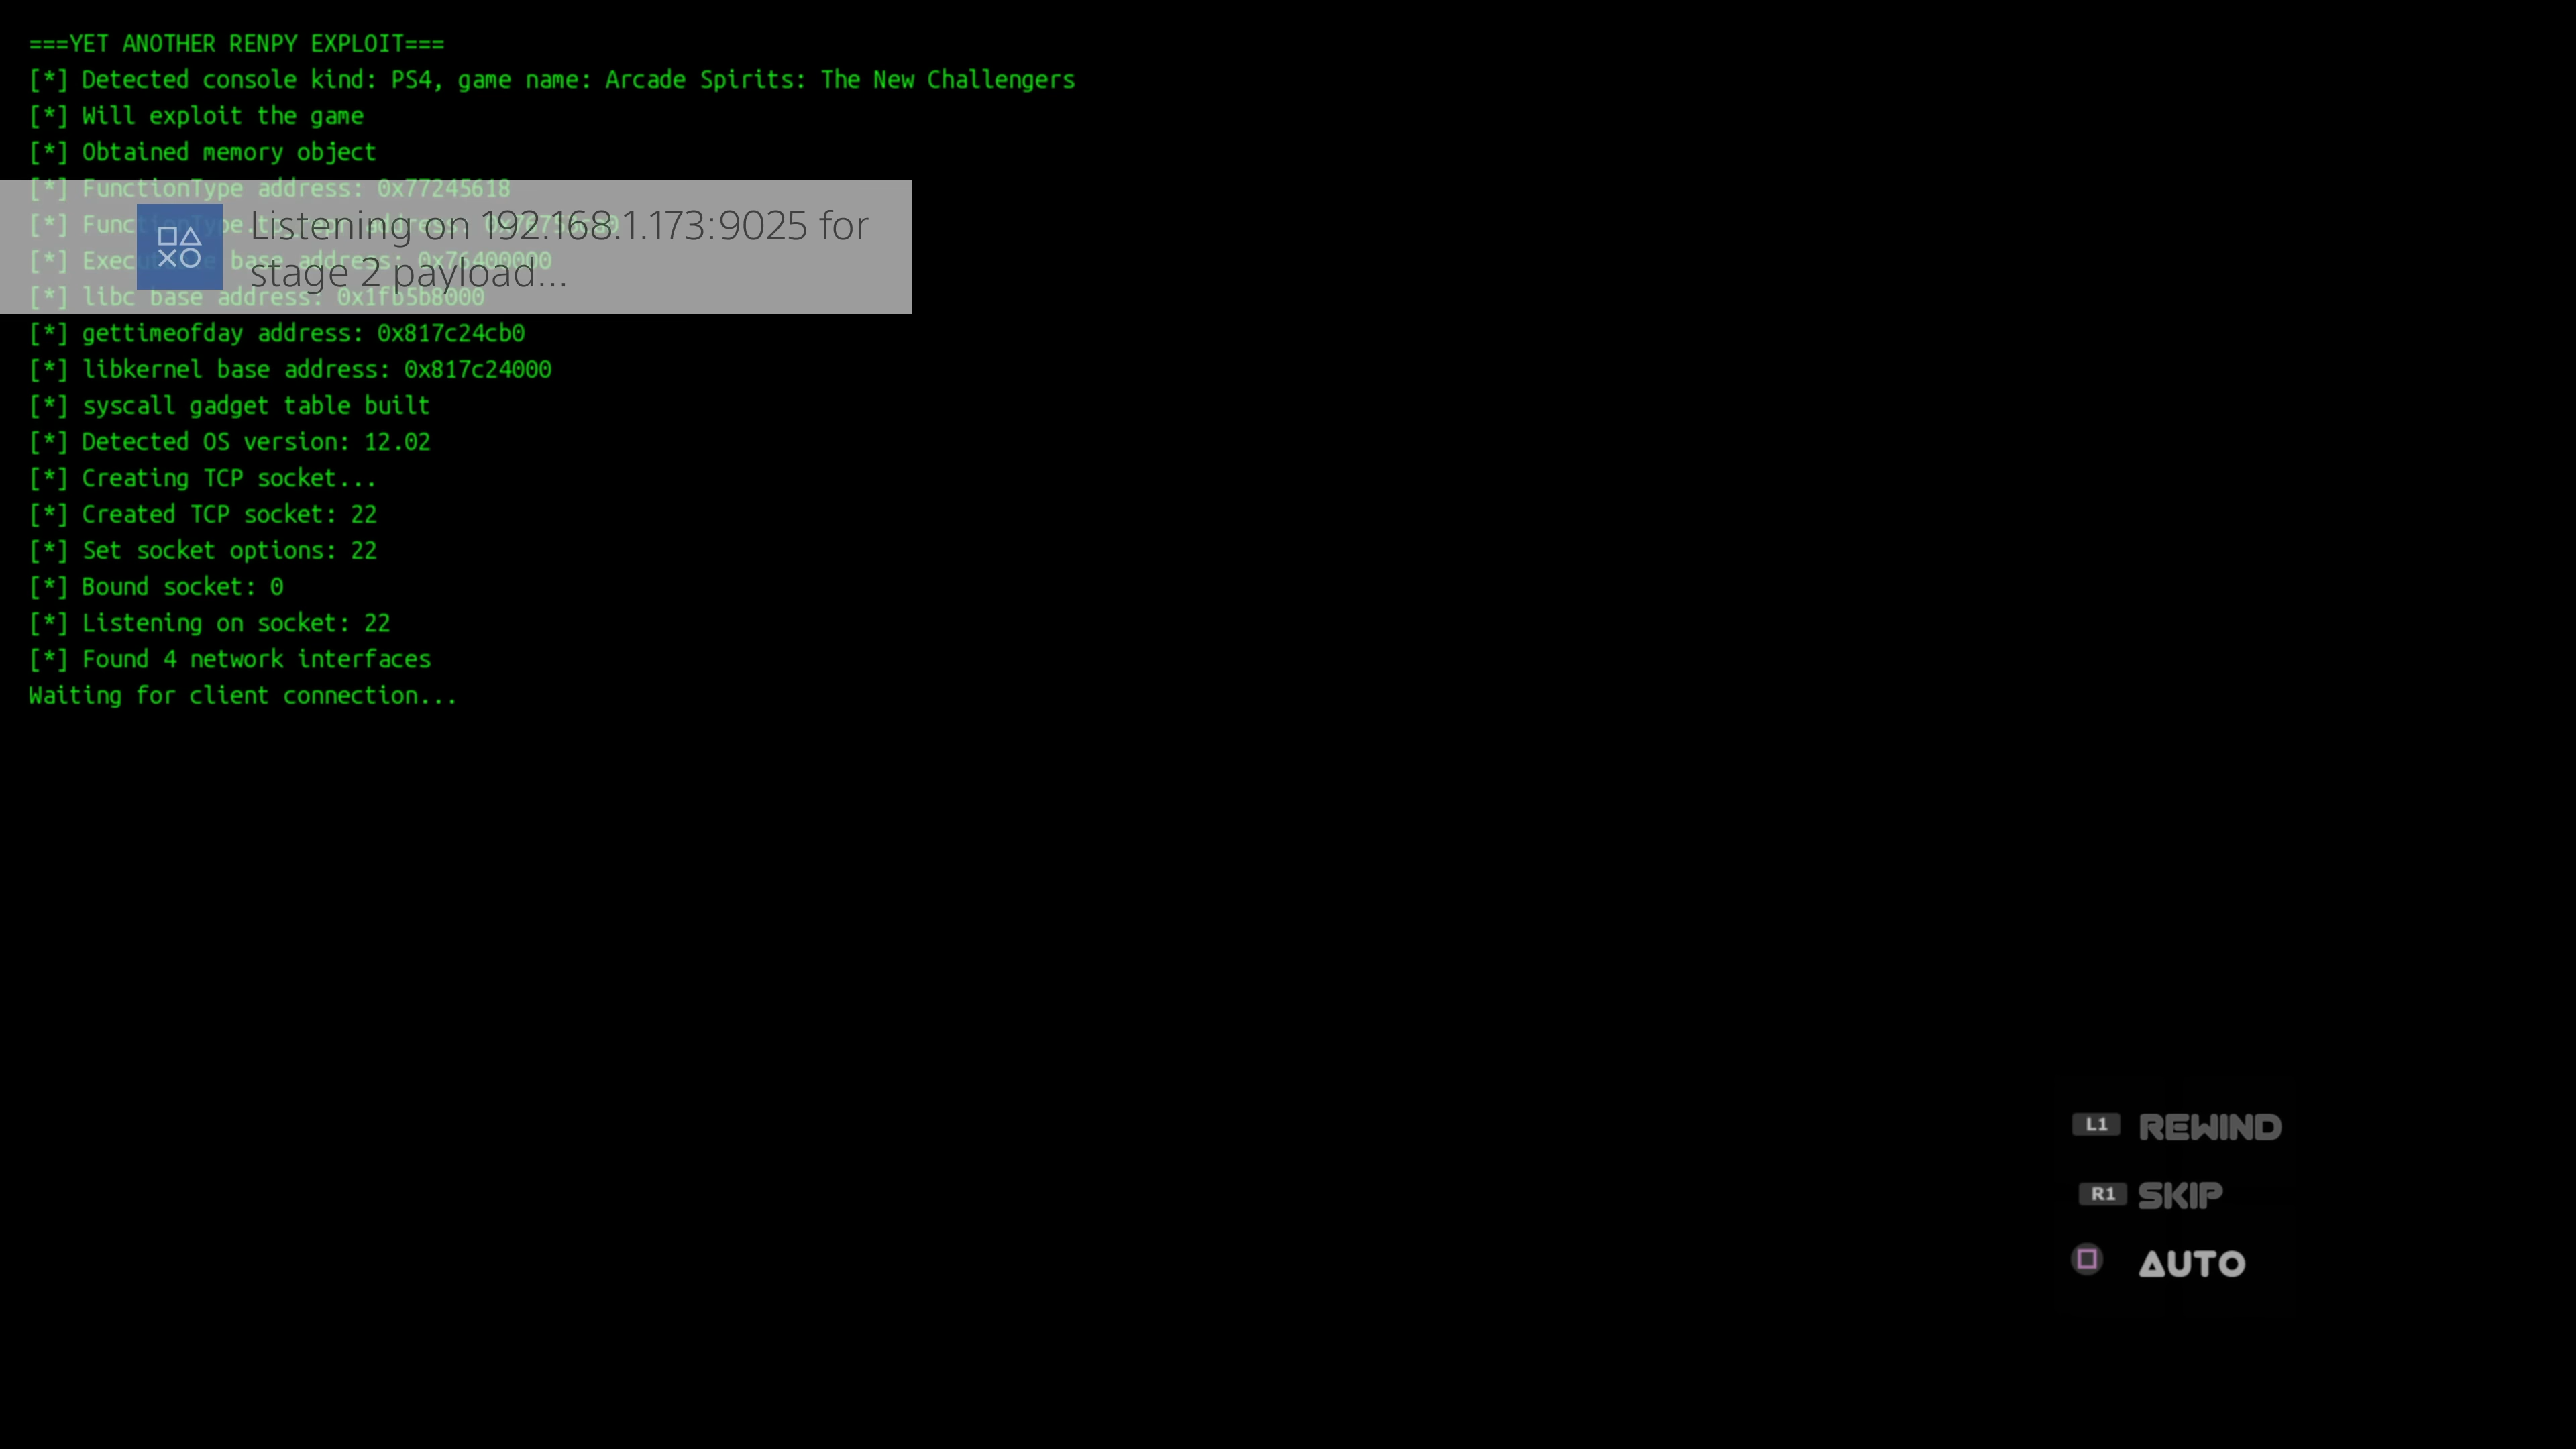 ===YET ANOTHER RENPY EXPLOIT===
[*] Detected console kind: PS4, game name: Arcade Spirits: The New Challengers
[*] Will exploit the game
[*] Obtained memory object
[*] FunctionType address: 0x77245618
[*] address:
Listening on 192.168.1.173:9025 for
[*] base address: 0x76400000
stage 2 payload...
[*] libc base address: 0x1fb5b8000
[*] gettimeofday address: 0x817c24cb0
[*] libkernel base address: 0x817c24000
[*] syscall gadget table built
[*] Detected OS version: 12.02
[*] Creating TCP socket...
[*] Created TCP socket: 22
[*] Set socket options: 22
[*] Bound socket: 0
[*] Listening on socket: 22
[*] Found 4 network interfaces
Waiting for client connection...
L1 REWIND
R1 SKIP
AUTO